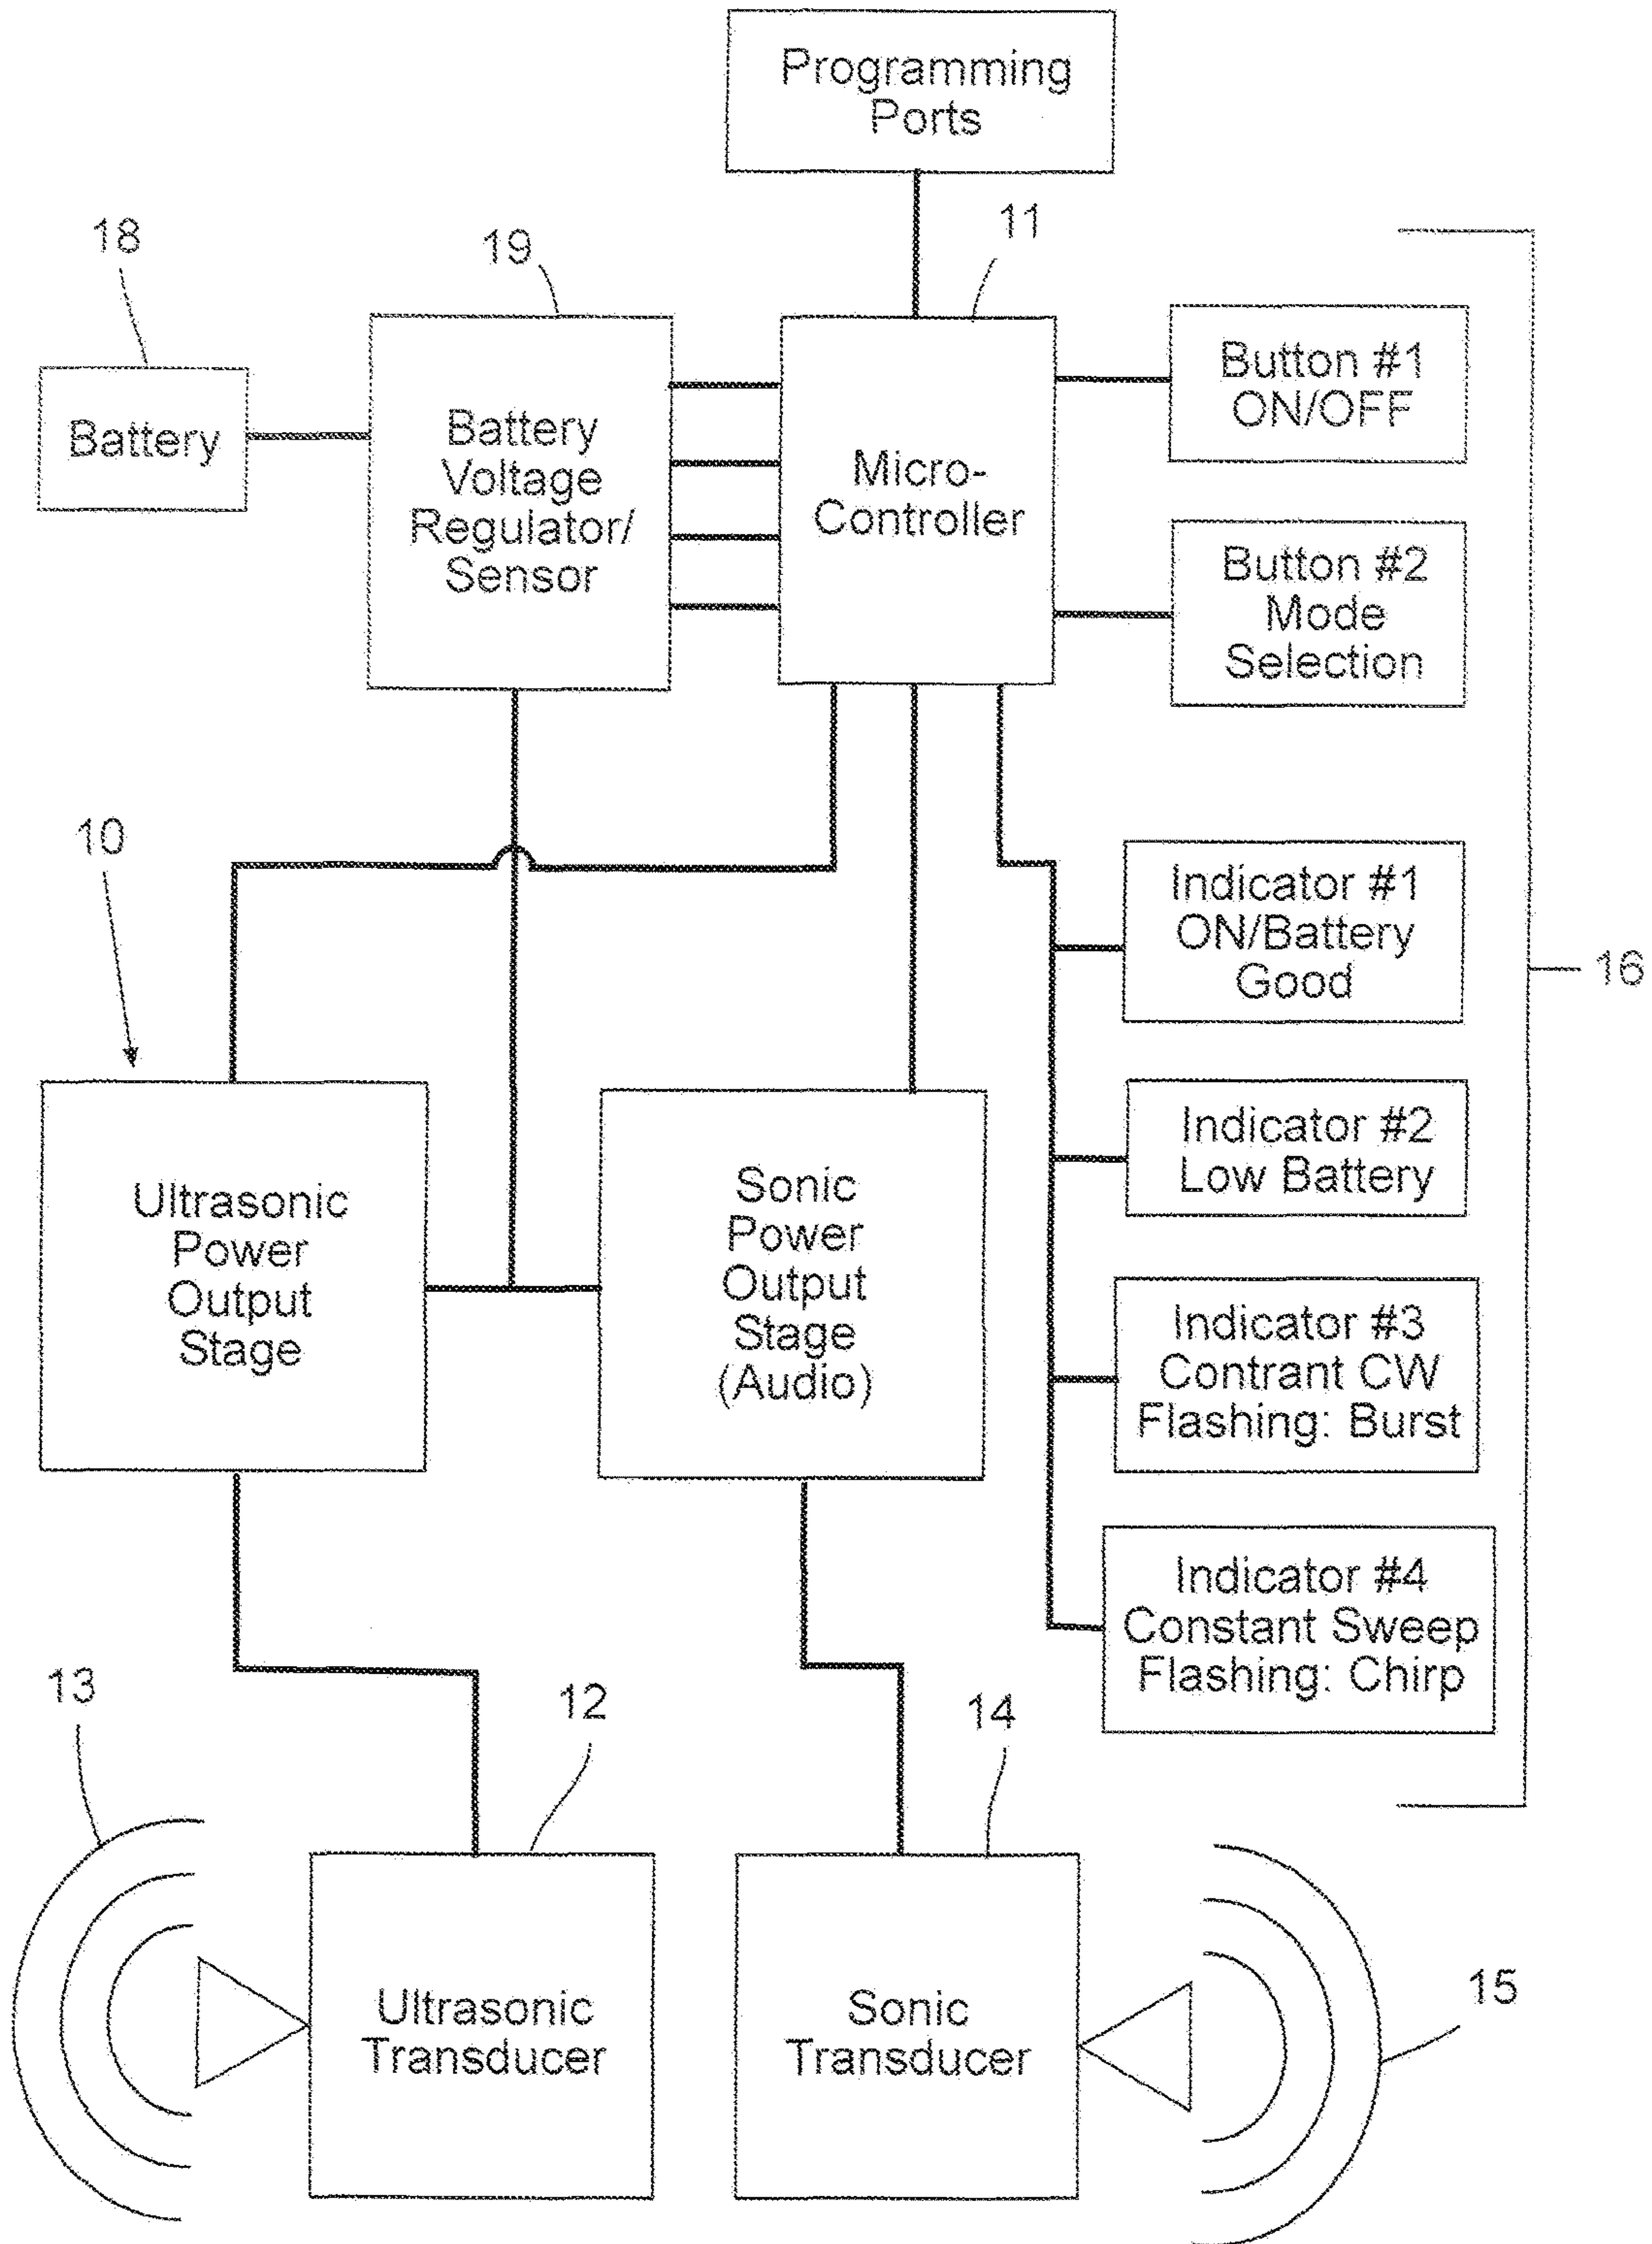 Programming
Ports
11
18
19
Battery
Battery
Voltage
Regulator/
Sensor
Micro-
Controller
Button #1
ON/OFF
Button #2
Mode
Selection
10
Indicator #1
ON/Battery
Good
16
Indicator #2
Low Battery
Ultrasonic
Power
Output
Stage
Sonic
Power
Output
Stage
(Audio)
Indicator #3
Contrant CW
Flashing: Burst
Indicator #4
Constant Sweep
Flashing: Chirp
13
12
14
Ultrasonic
Transducer
Sonic
Transducer
15